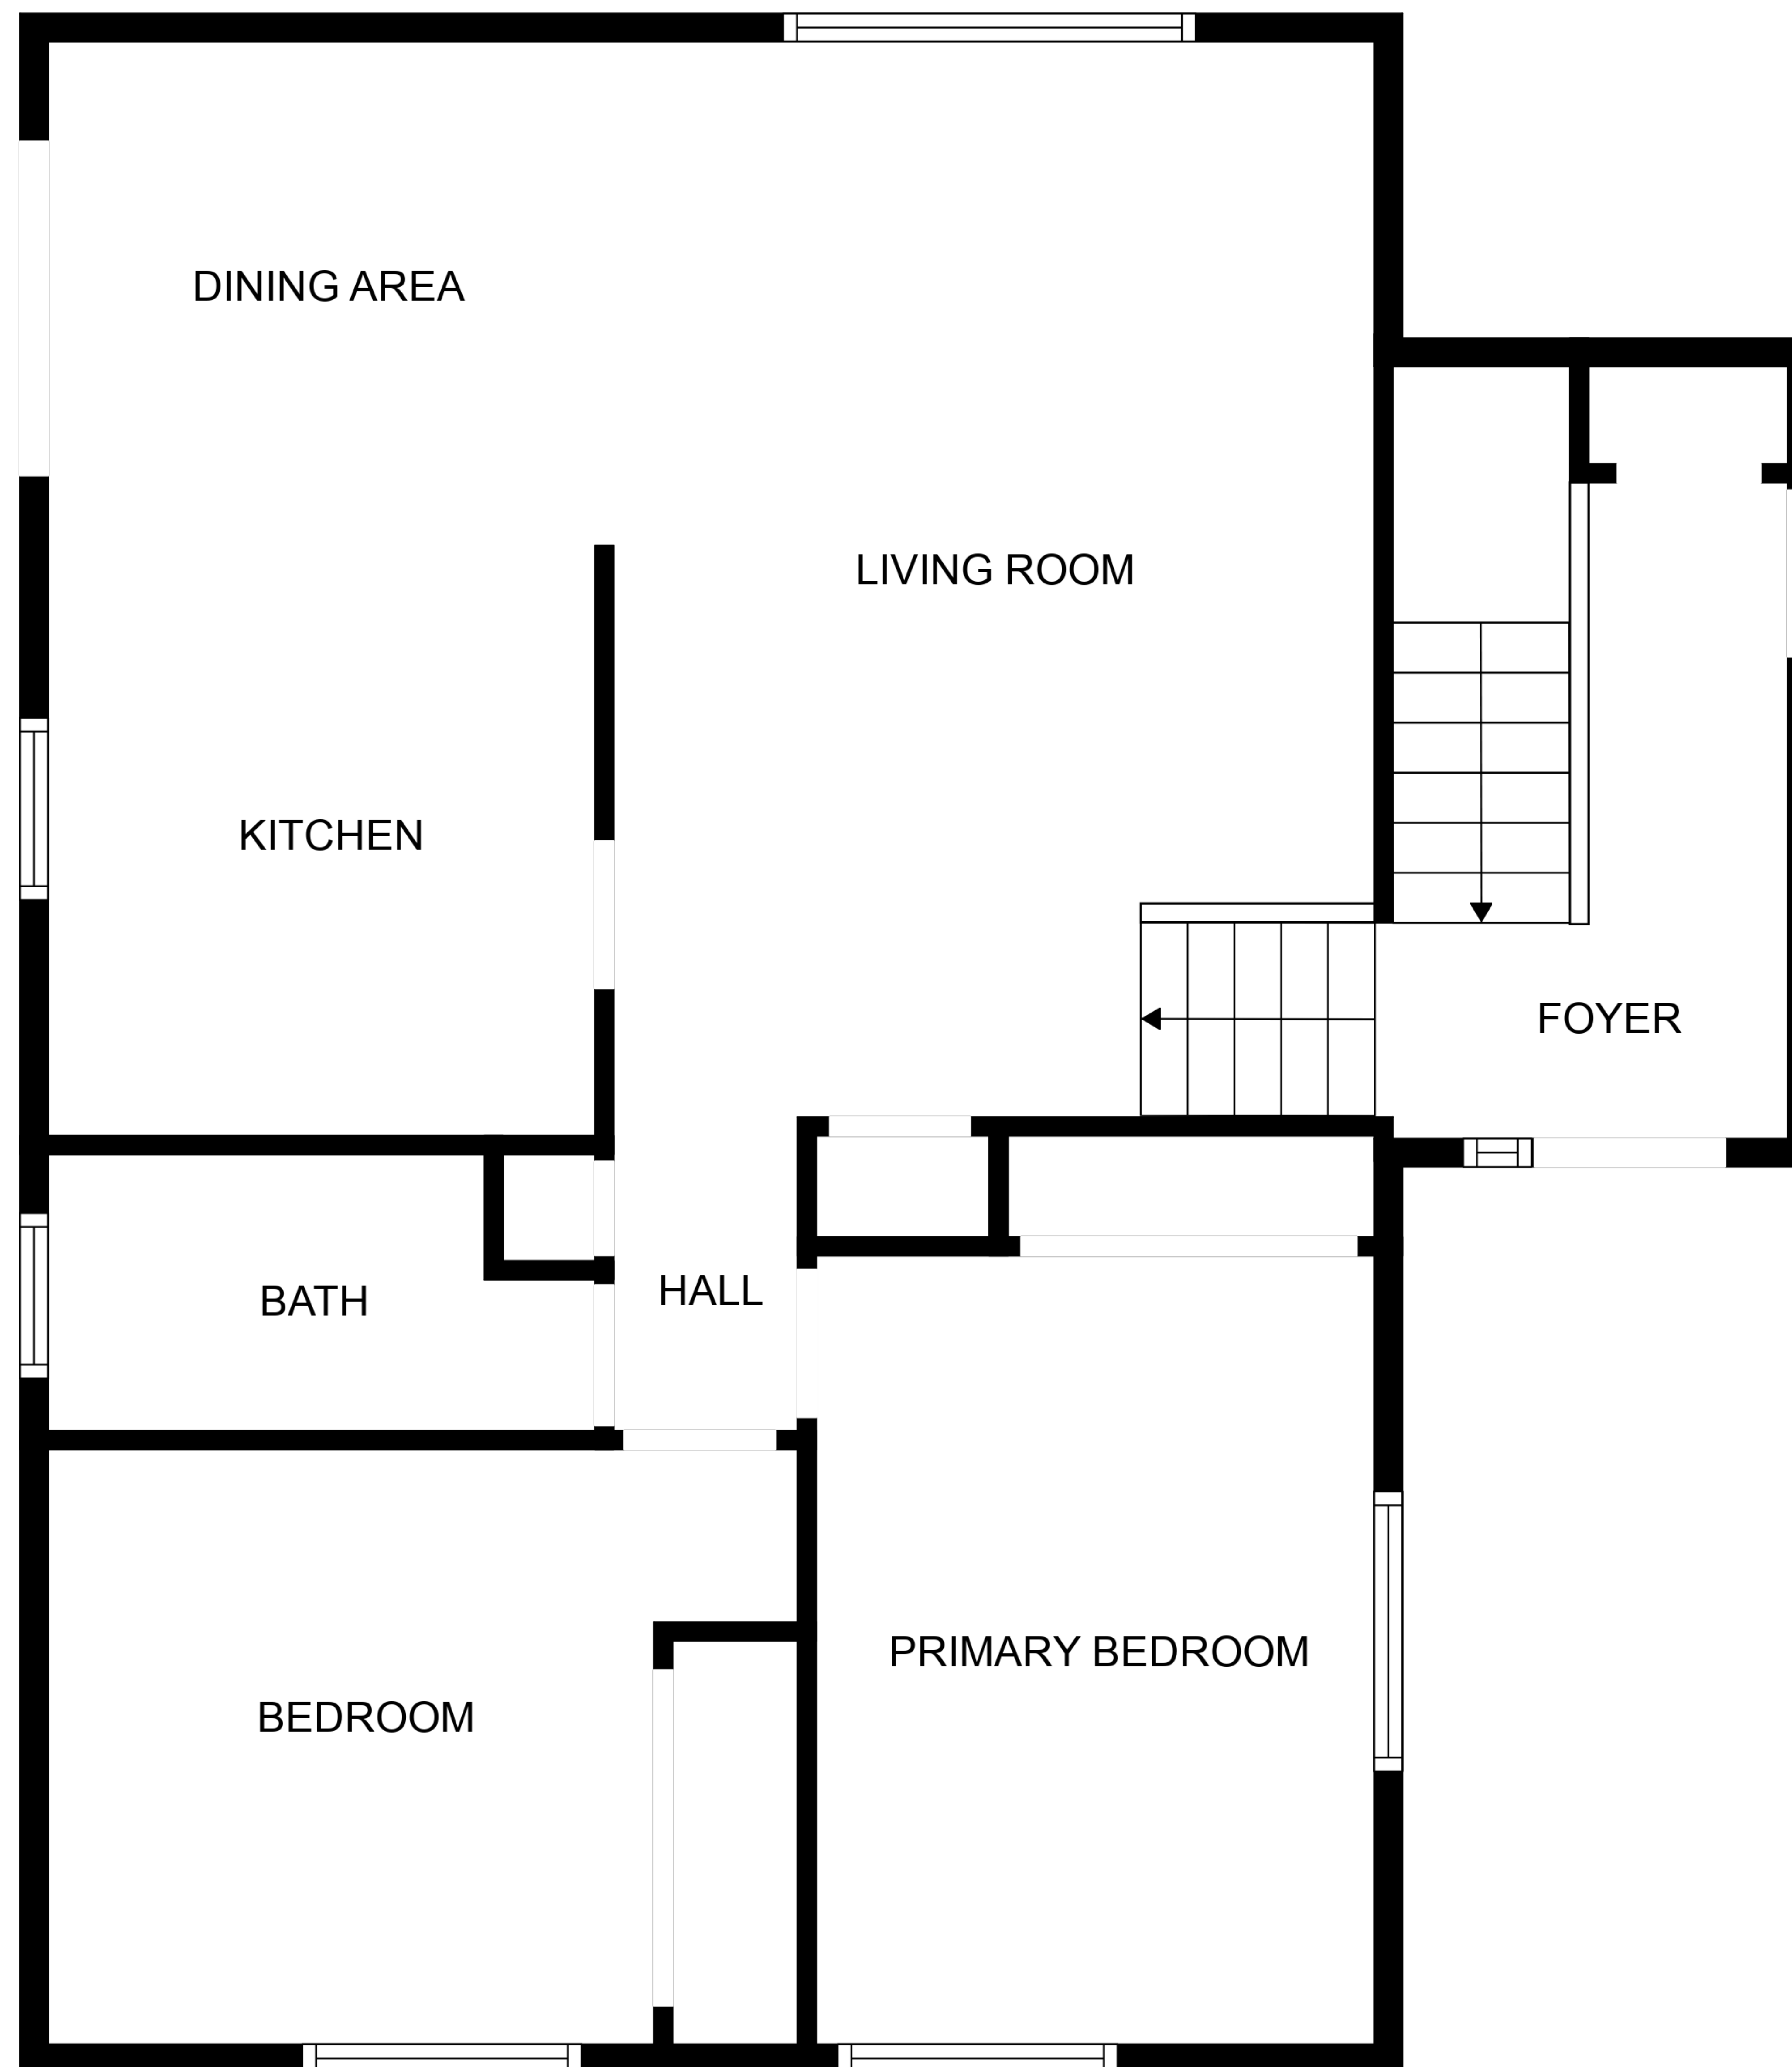 DINING AREA
LIVING ROOM
KITCHEN
FOYER
BATH
HALL
PRIMARY BEDROOM
BEDROOM